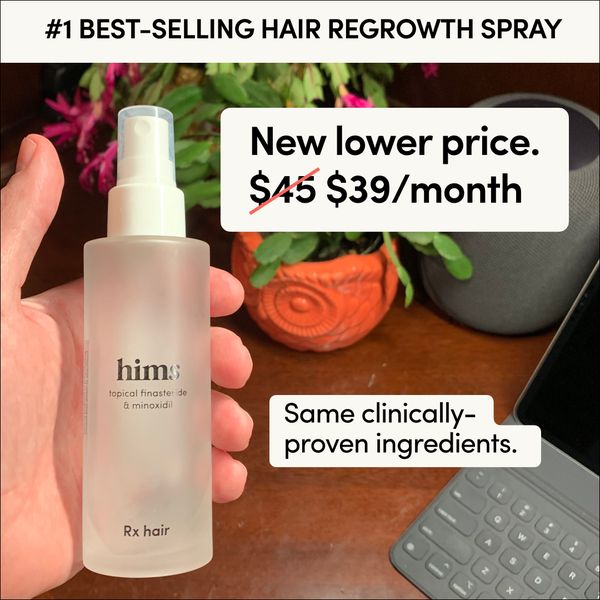 #1 BEST-SELLING HAIR REGROWTH SPRAY
New lower price.
$45 $39/month
hims
topical finasteride
& minoxidil
Same clinically-
proven ingredients.
Rx hair